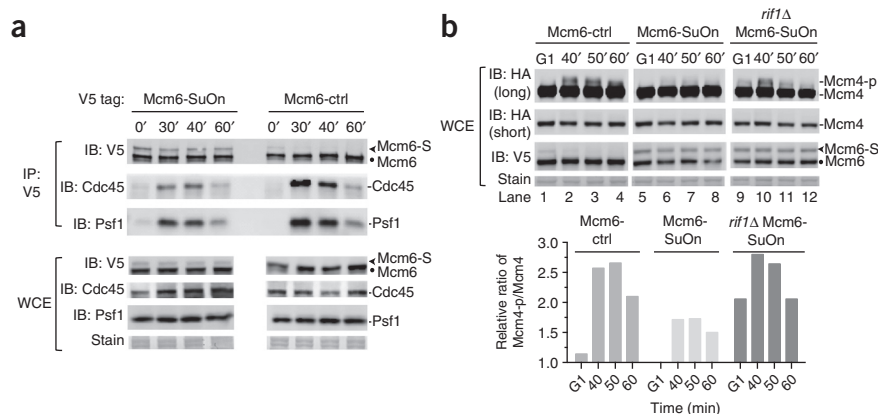 a
V5 tag: Mcm6-SuOn Mcm6-ctrl
0′ 30′ 40′ 60′ 0′ 30′ 40′ 60′
IP: V5
IB: V5
Mcm6-S
Mcm6
IB: Cdc45
Cdc45
IB: Psf1
Psf1
WCE
IB: V5
Mcm6-S
Mcm6
IB: Cdc45
Cdc45
IB: Psf1
Psf1
Stain
b
Mcm6-ctrl Mcm6-SuOn rif1Δ Mcm6-SuOn
G1 40′ 50′ 60′ G1 40′ 50′ 60′ G1 40′ 50′ 60′
WCE
IB: HA (long)
Mcm4-p
Mcm4
IB: HA (short)
Mcm4
IB: V5
Mcm6-S
Mcm6
Stain
Lane 1 2 3 4 5 6 7 8 9 10 11 12
Mcm6-ctrl
Mcm6-SuOn
rif1Δ Mcm6-SuOn
Relative ratio of Mcm4-p/Mcm4
3.0
2.5
2.0
1.5
1.0
G1 40 50 60 G1 40 50 60 G1 40 50 60
Time (min)